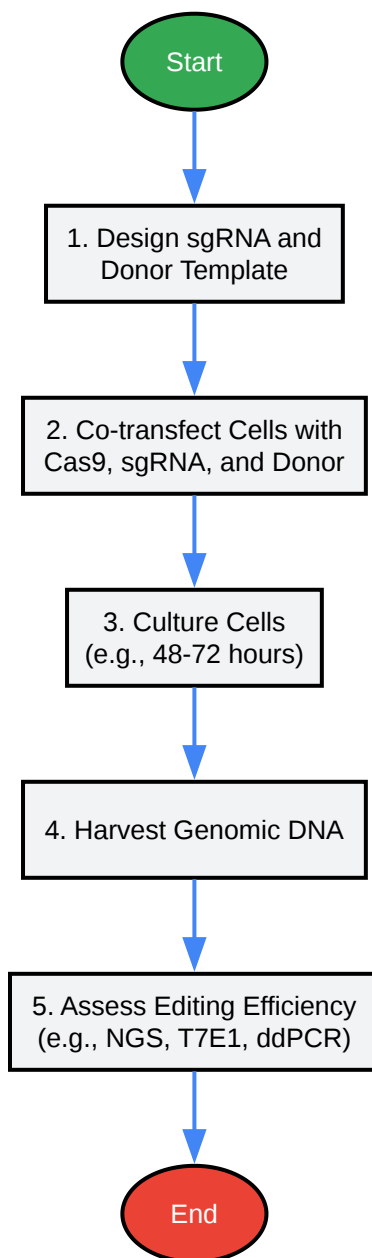 Start
1. Design sgRNA and
Donor Template
2. Co-transfect Cells with
Cas9, sgRNA, and Donor
3. Culture Cells
(e.g., 48-72 hours)
4. Harvest Genomic DNA
5. Assess Editing Efficiency
(e.g., NGS, T7E1, ddPCR)
End